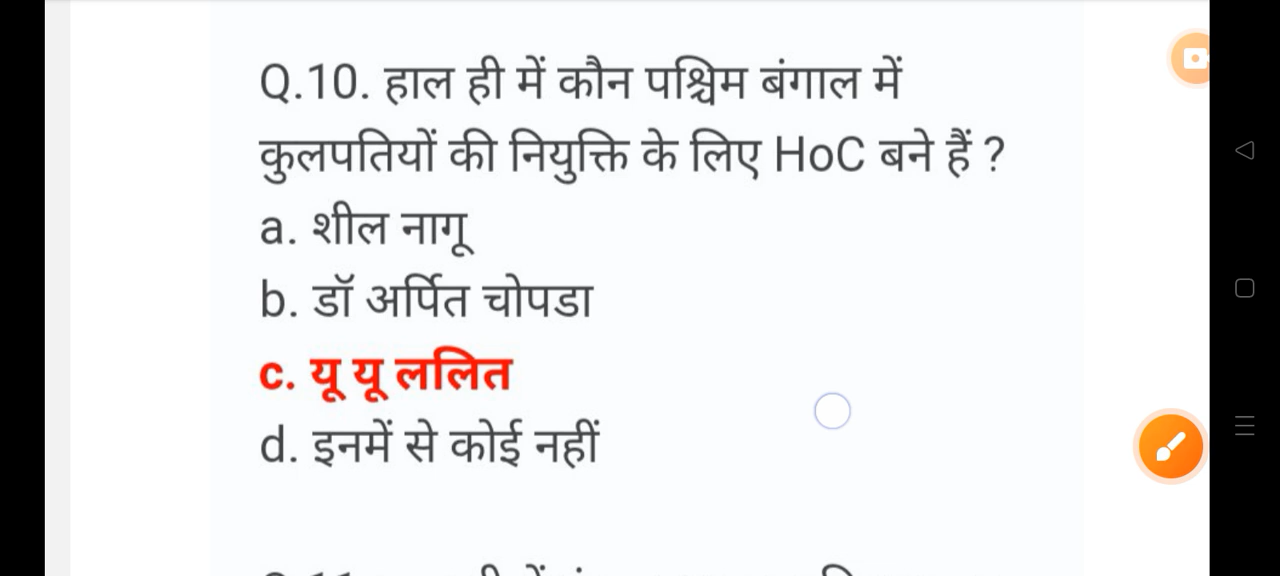 Q.10. हाल ही में कौन पश्चिम बंगाल में
कुलपतियों की नियुक्ति के लिए HoC बने हैं ?
a. शील नागू
b. डॉ अर्पित चोपडा
c. यू यू ललित
d. इनमें से कोई नहीं